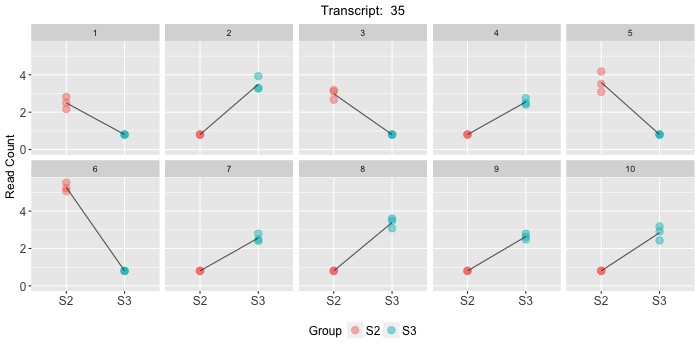 Transcript: 35
1 2 3 4 5
4
2
0
Read Count
6 7 8 9 10
4
2
0
S2 S3 S2 S3 S2 S3 S2 S3 S2 S3
Group S2 S3